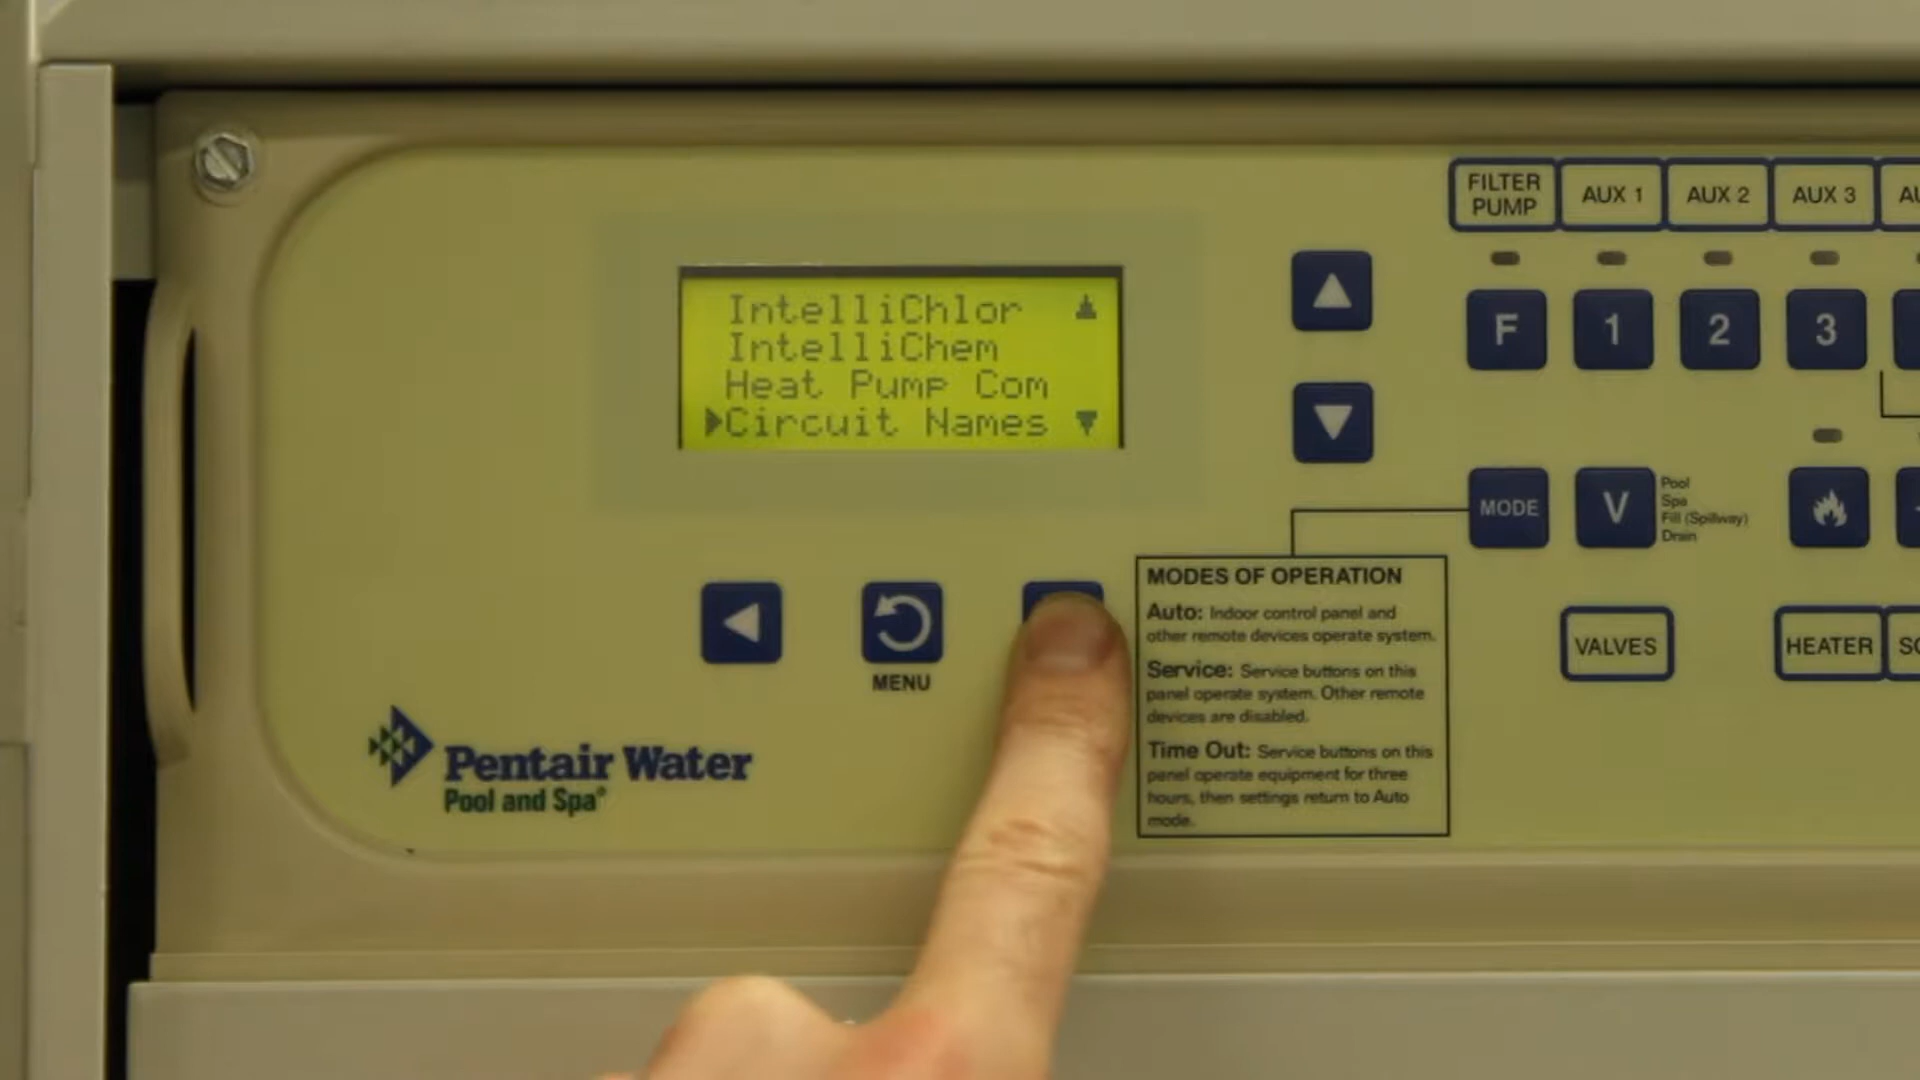 IntelliChlor
IntelliChem
Heat Pump Com
Circuit Names
FILTER
PUMP
AUX 1
AUX 2
AUX 3
F
1
2
3
MODE
V
Pool
Spa
Fill (Spillway)
Drain
MENU
MODES OF OPERATION
Auto: Indoor control panel and
other remote devices operate system.
Service: Service buttons on this
panel operate system. Other remote
devices are disabled.
Time Out: Service buttons on this
panel operate equipment for three
hours, then settings return to Auto
mode.
VALVES
HEATER
Pentair Water
Pool and Spa®